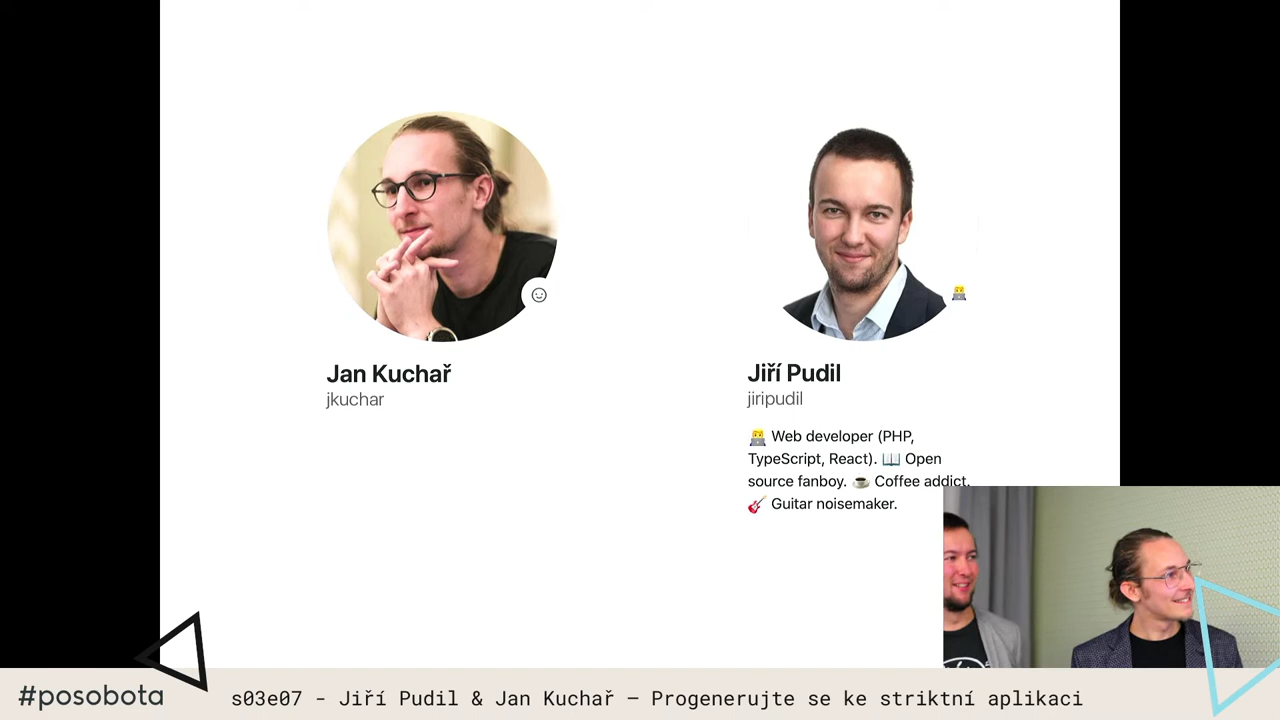 Jan Kuchař
jkuchar
Jiří Pudil
jiripudil
👨‍💻 Web developer (PHP,
TypeScript, React). 📖 Open
source fanboy. ☕ Coffee addict.
🎸 Guitar noisemaker.
#posobota
s03e07 - Jiří Pudil & Jan Kuchař – Progenerujte se ke striktní aplikaci